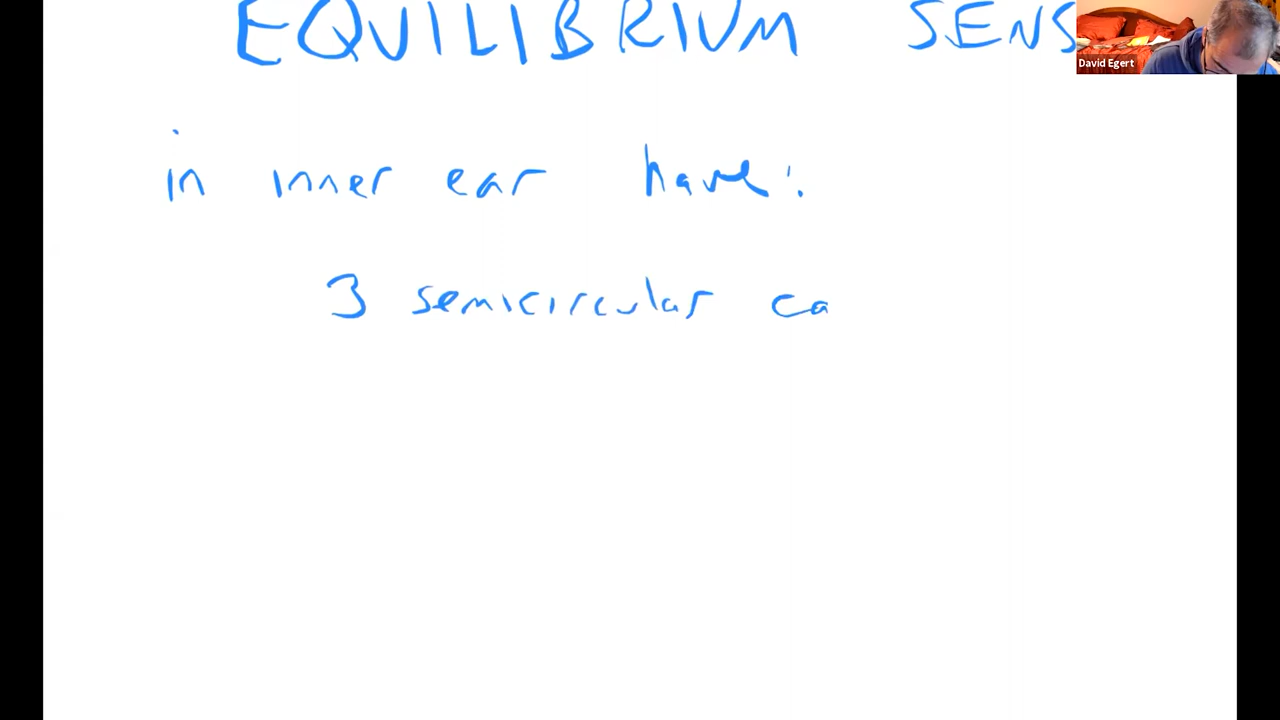 EQUILIBRIUM SENS
David Egert
in inner ear have:
3 semicircular ca